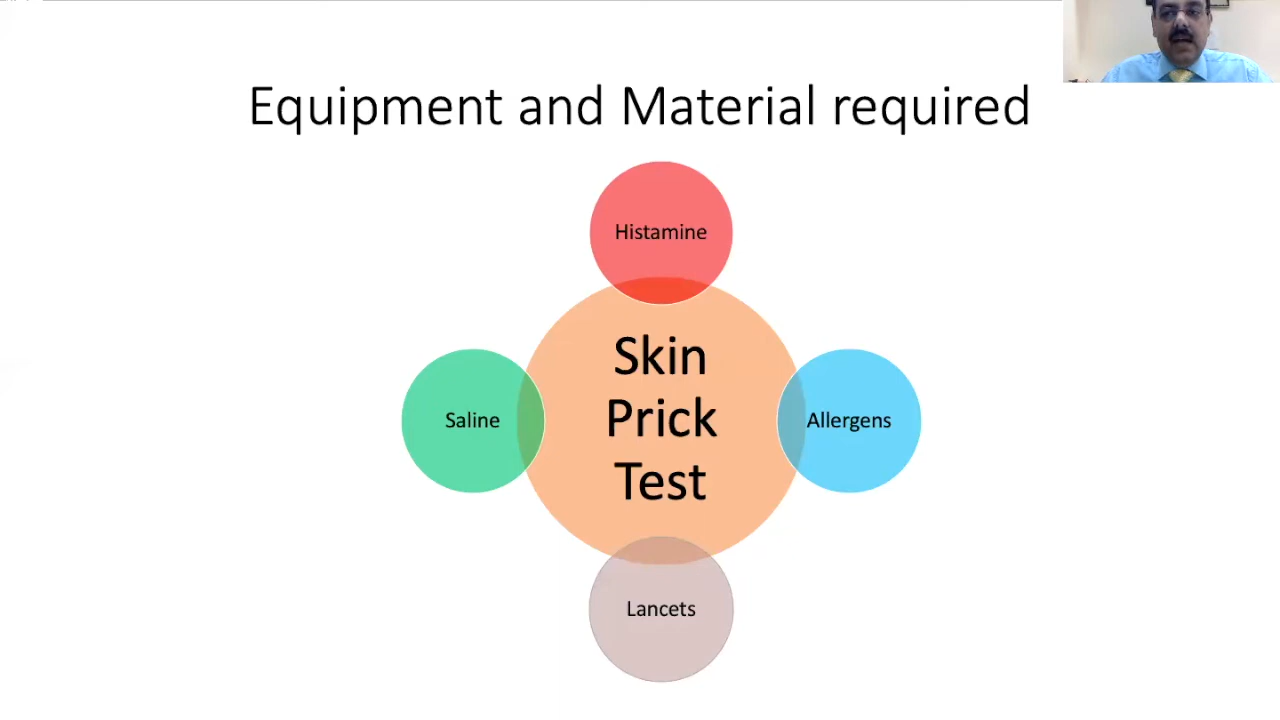 Equipment and Material required
Histamine
Skin
Prick
Test
Saline
Allergens
Lancets